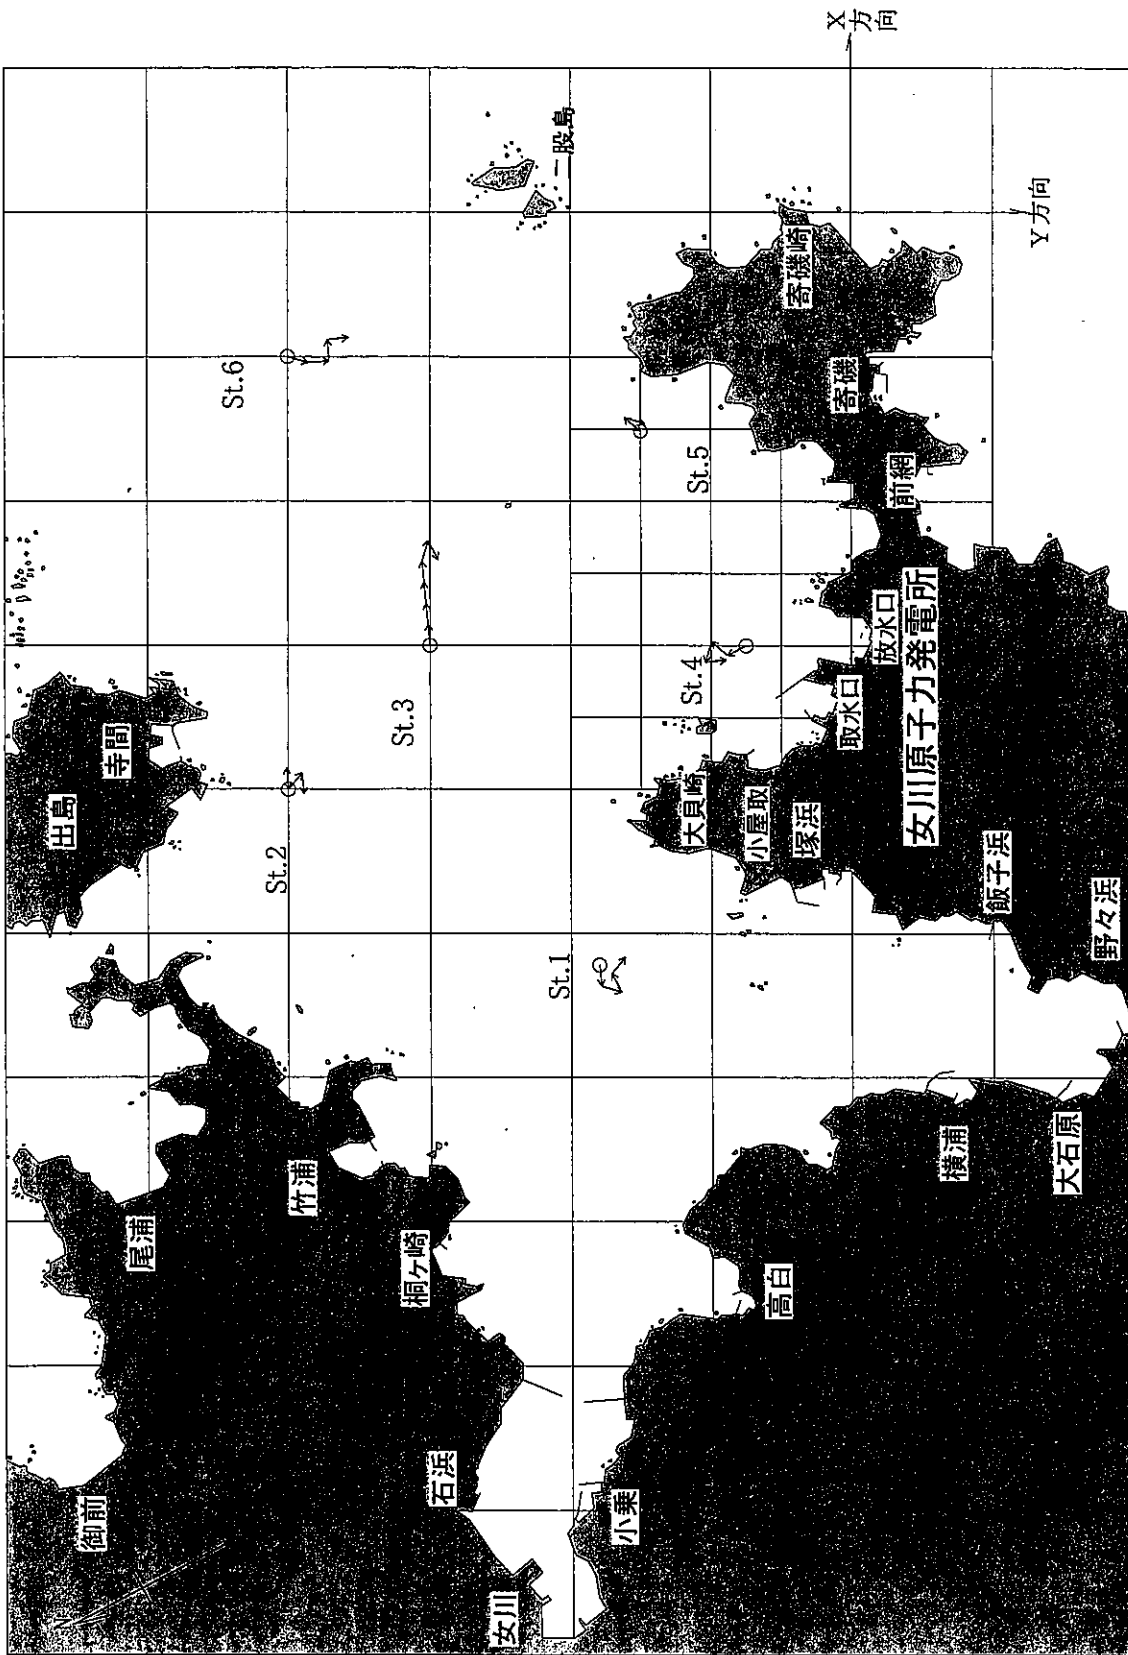 出島
御前
寺間
尾浦
St.6
St.2
竹浦
St.3
桐ヶ崎
石浜
女川
St.1
二股島
小乗
大貝崎
St.4
St.5
小屋取
高白
塚浜
寄磯崎
取水口
寄磯
X方向
放水口
前網
女川原子力発電所
横浦
飯子浜
Y方向
大石原
野々浜